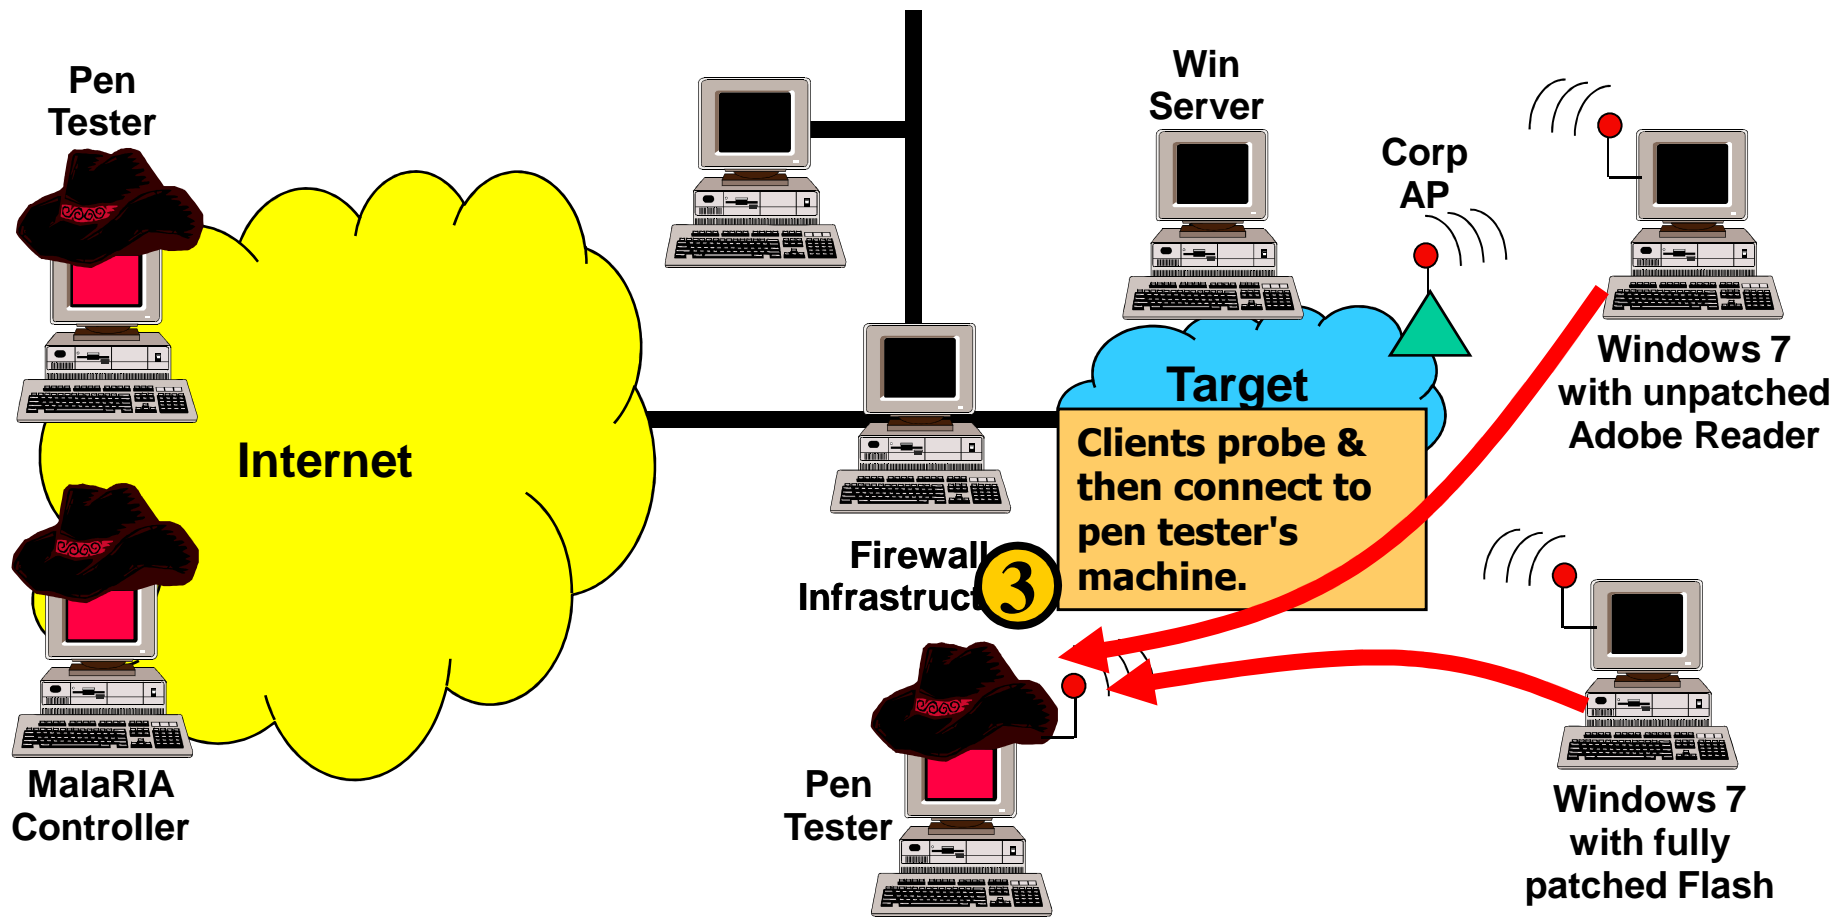 Pen
Tester
Win
Server
Corp
AP
Internet
Target
Windows 7
with unpatched
Adobe Reader
Clients probe &
then connect to
pen tester's
machine.
Firewall
Infrastruct
3
MalaRIA
Controller
Pen
Tester
Windows 7
with fully
patched Flash